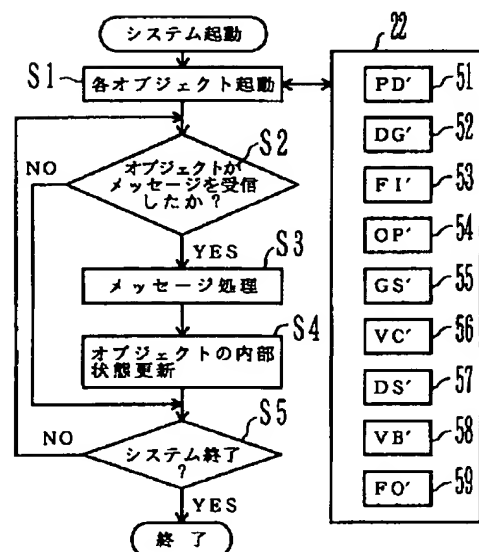 システム起動
22
S1
各オブジェクト起動
PD′
51
DG′
52
S2
NO
オブジェクトが
メッセージを受信
したか?
FI′
53
OP′
54
YES
S3
メッセージ処理
GS′
55
S4
VC′
56
オブジェクトの内部
状態更新
DS′
57
S5
NO
システム終了
?
VB′
58
YES
FO′
59
終了